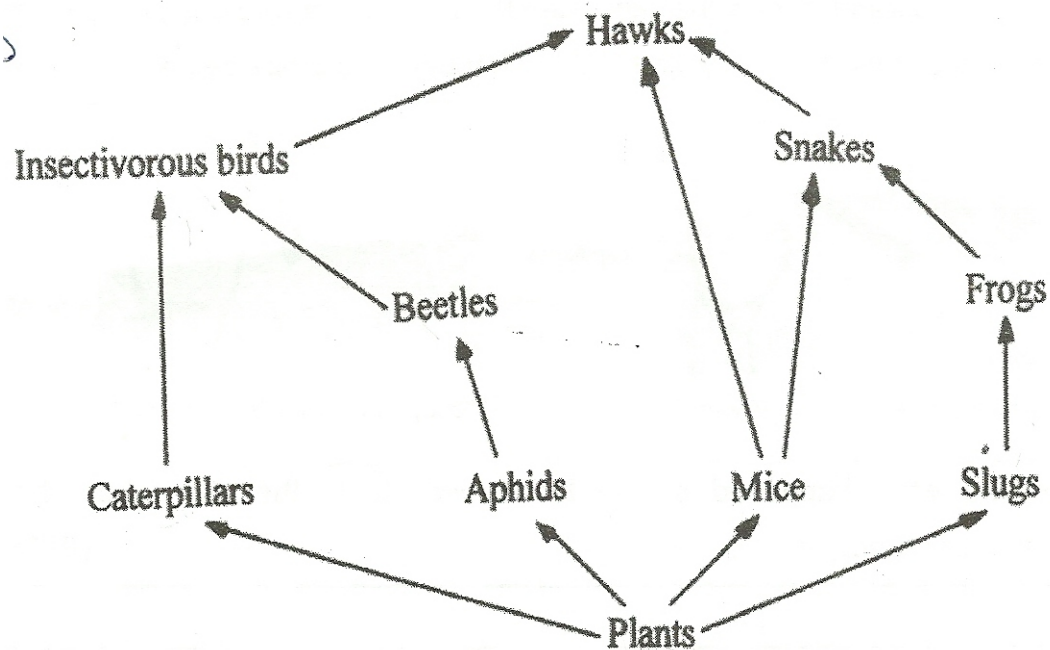 Hawks
Snakes
Insectivorous birds
Frogs
Beetles
Caterpillars
Aphids
Mice
Slugs
Plants